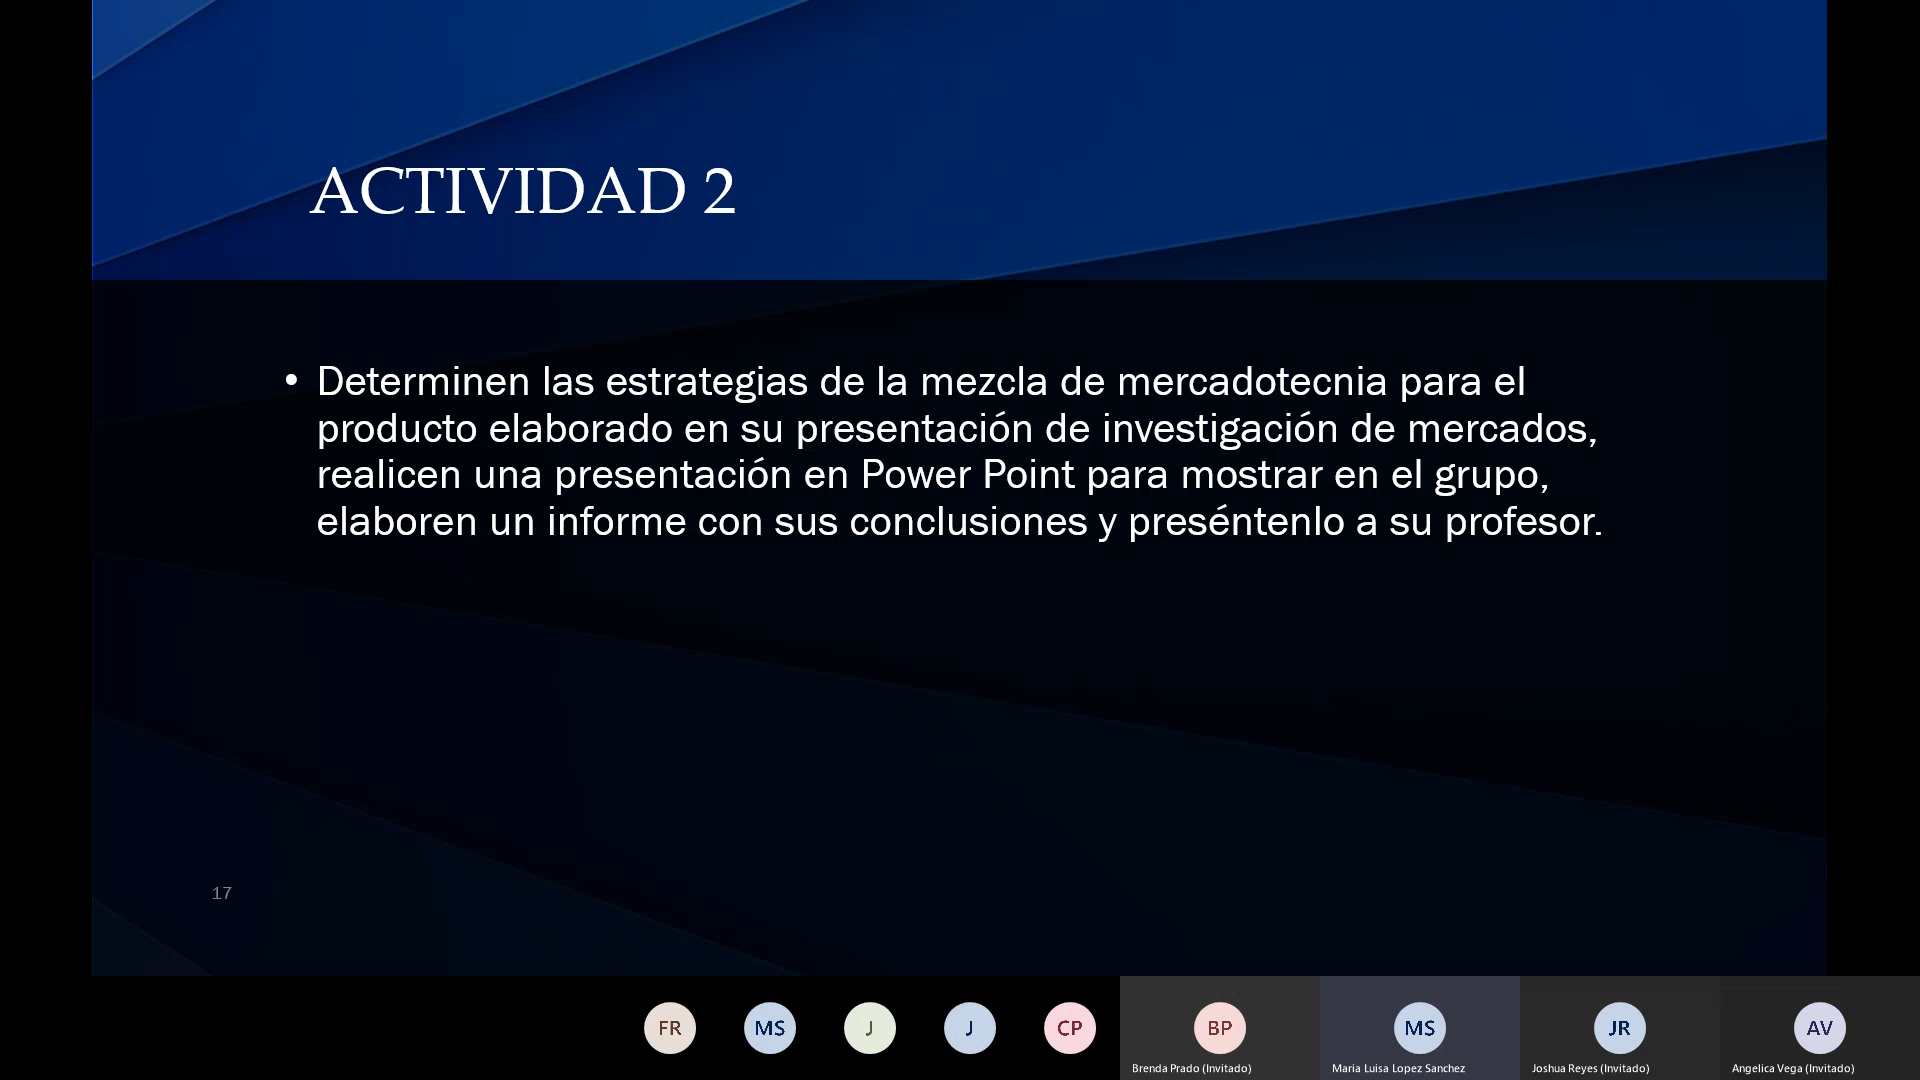 ACTIVIDAD 2
• Determinen las estrategias de la mezcla de mercadotecnia para el
producto elaborado en su presentación de investigación de mercados,
realicen una presentación en Power Point para mostrar en el grupo,
elaboren un informe con sus conclusiones y preséntenlo a su profesor.
17
FR MS J J CP BP MS JR AV
Brenda Prado (Invitado) Maria Luisa Lopez Sanchez Joshua Reyes (Invitado) Angelica Vega (Invitado)